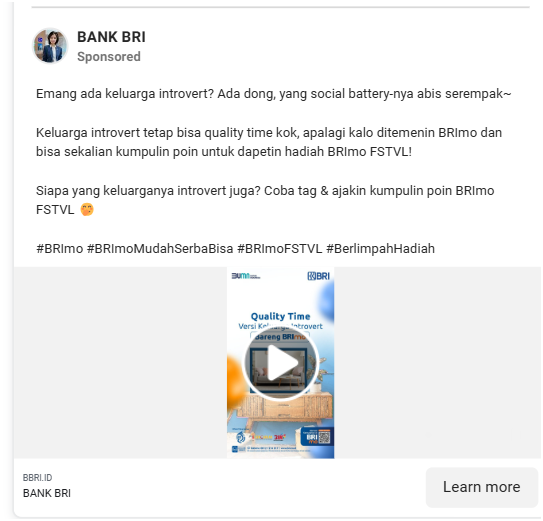 BANK BRI
Sponsored
Emang ada keluarga introvert? Ada dong, yang social battery-nya abis serempak~
Keluarga introvert tetap bisa quality time kok, apalagi kalo ditemenin BRImo dan
bisa sekalian kumpulin poin untuk dapetin hadiah BRImo FSTVL!
Siapa yang keluarganya introvert juga? Coba tag & ajakin kumpulin poin BRImo
FSTVL 🤭
#BRImo #BRImoMudahSerbaBisa #BRImoFSTVL #BerlimpahHadiah
BUMN
BRI
Quality Time
Versi Keluarga Introvert
Bareng BRImo
BRI
BBRI.ID
BANK BRI
Learn more